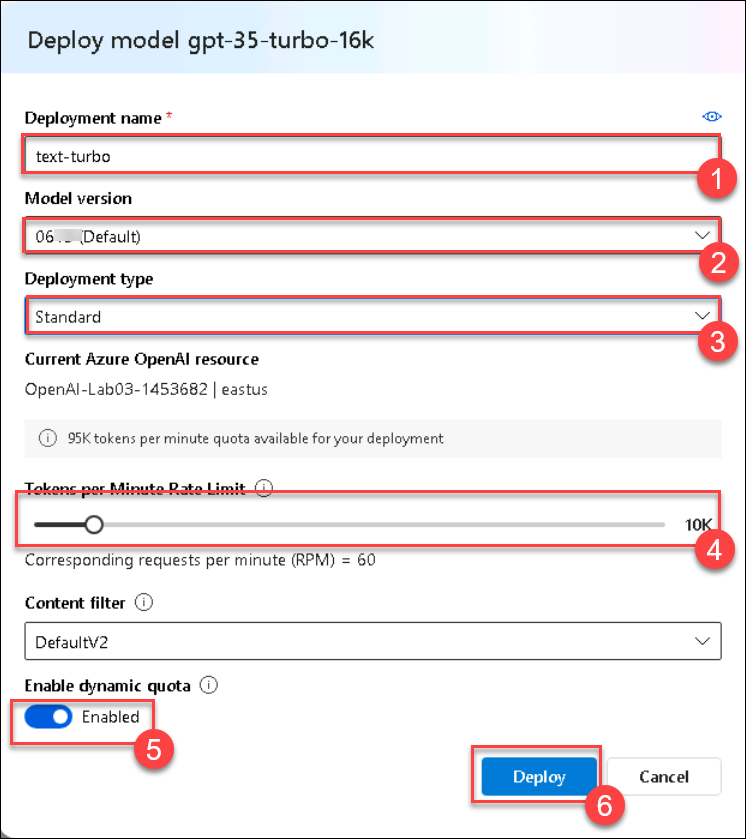 Deploy model gpt-35-turbo-16k
Deployment name *
text-turbo
1
Model version
(Default)
2
Deployment type
Standard
3
Current Azure OpenAI resource
OpenAI-Lab03-1453682 | eastus
95K tokens per minute quota available for your deployment
Tokens per Minute Rate Limit
10K
4
Corresponding requests per minute (RPM) = 60
Content filter
DefaultV2
Enable dynamic quota
Enabled
5
Deploy
Cancel
6